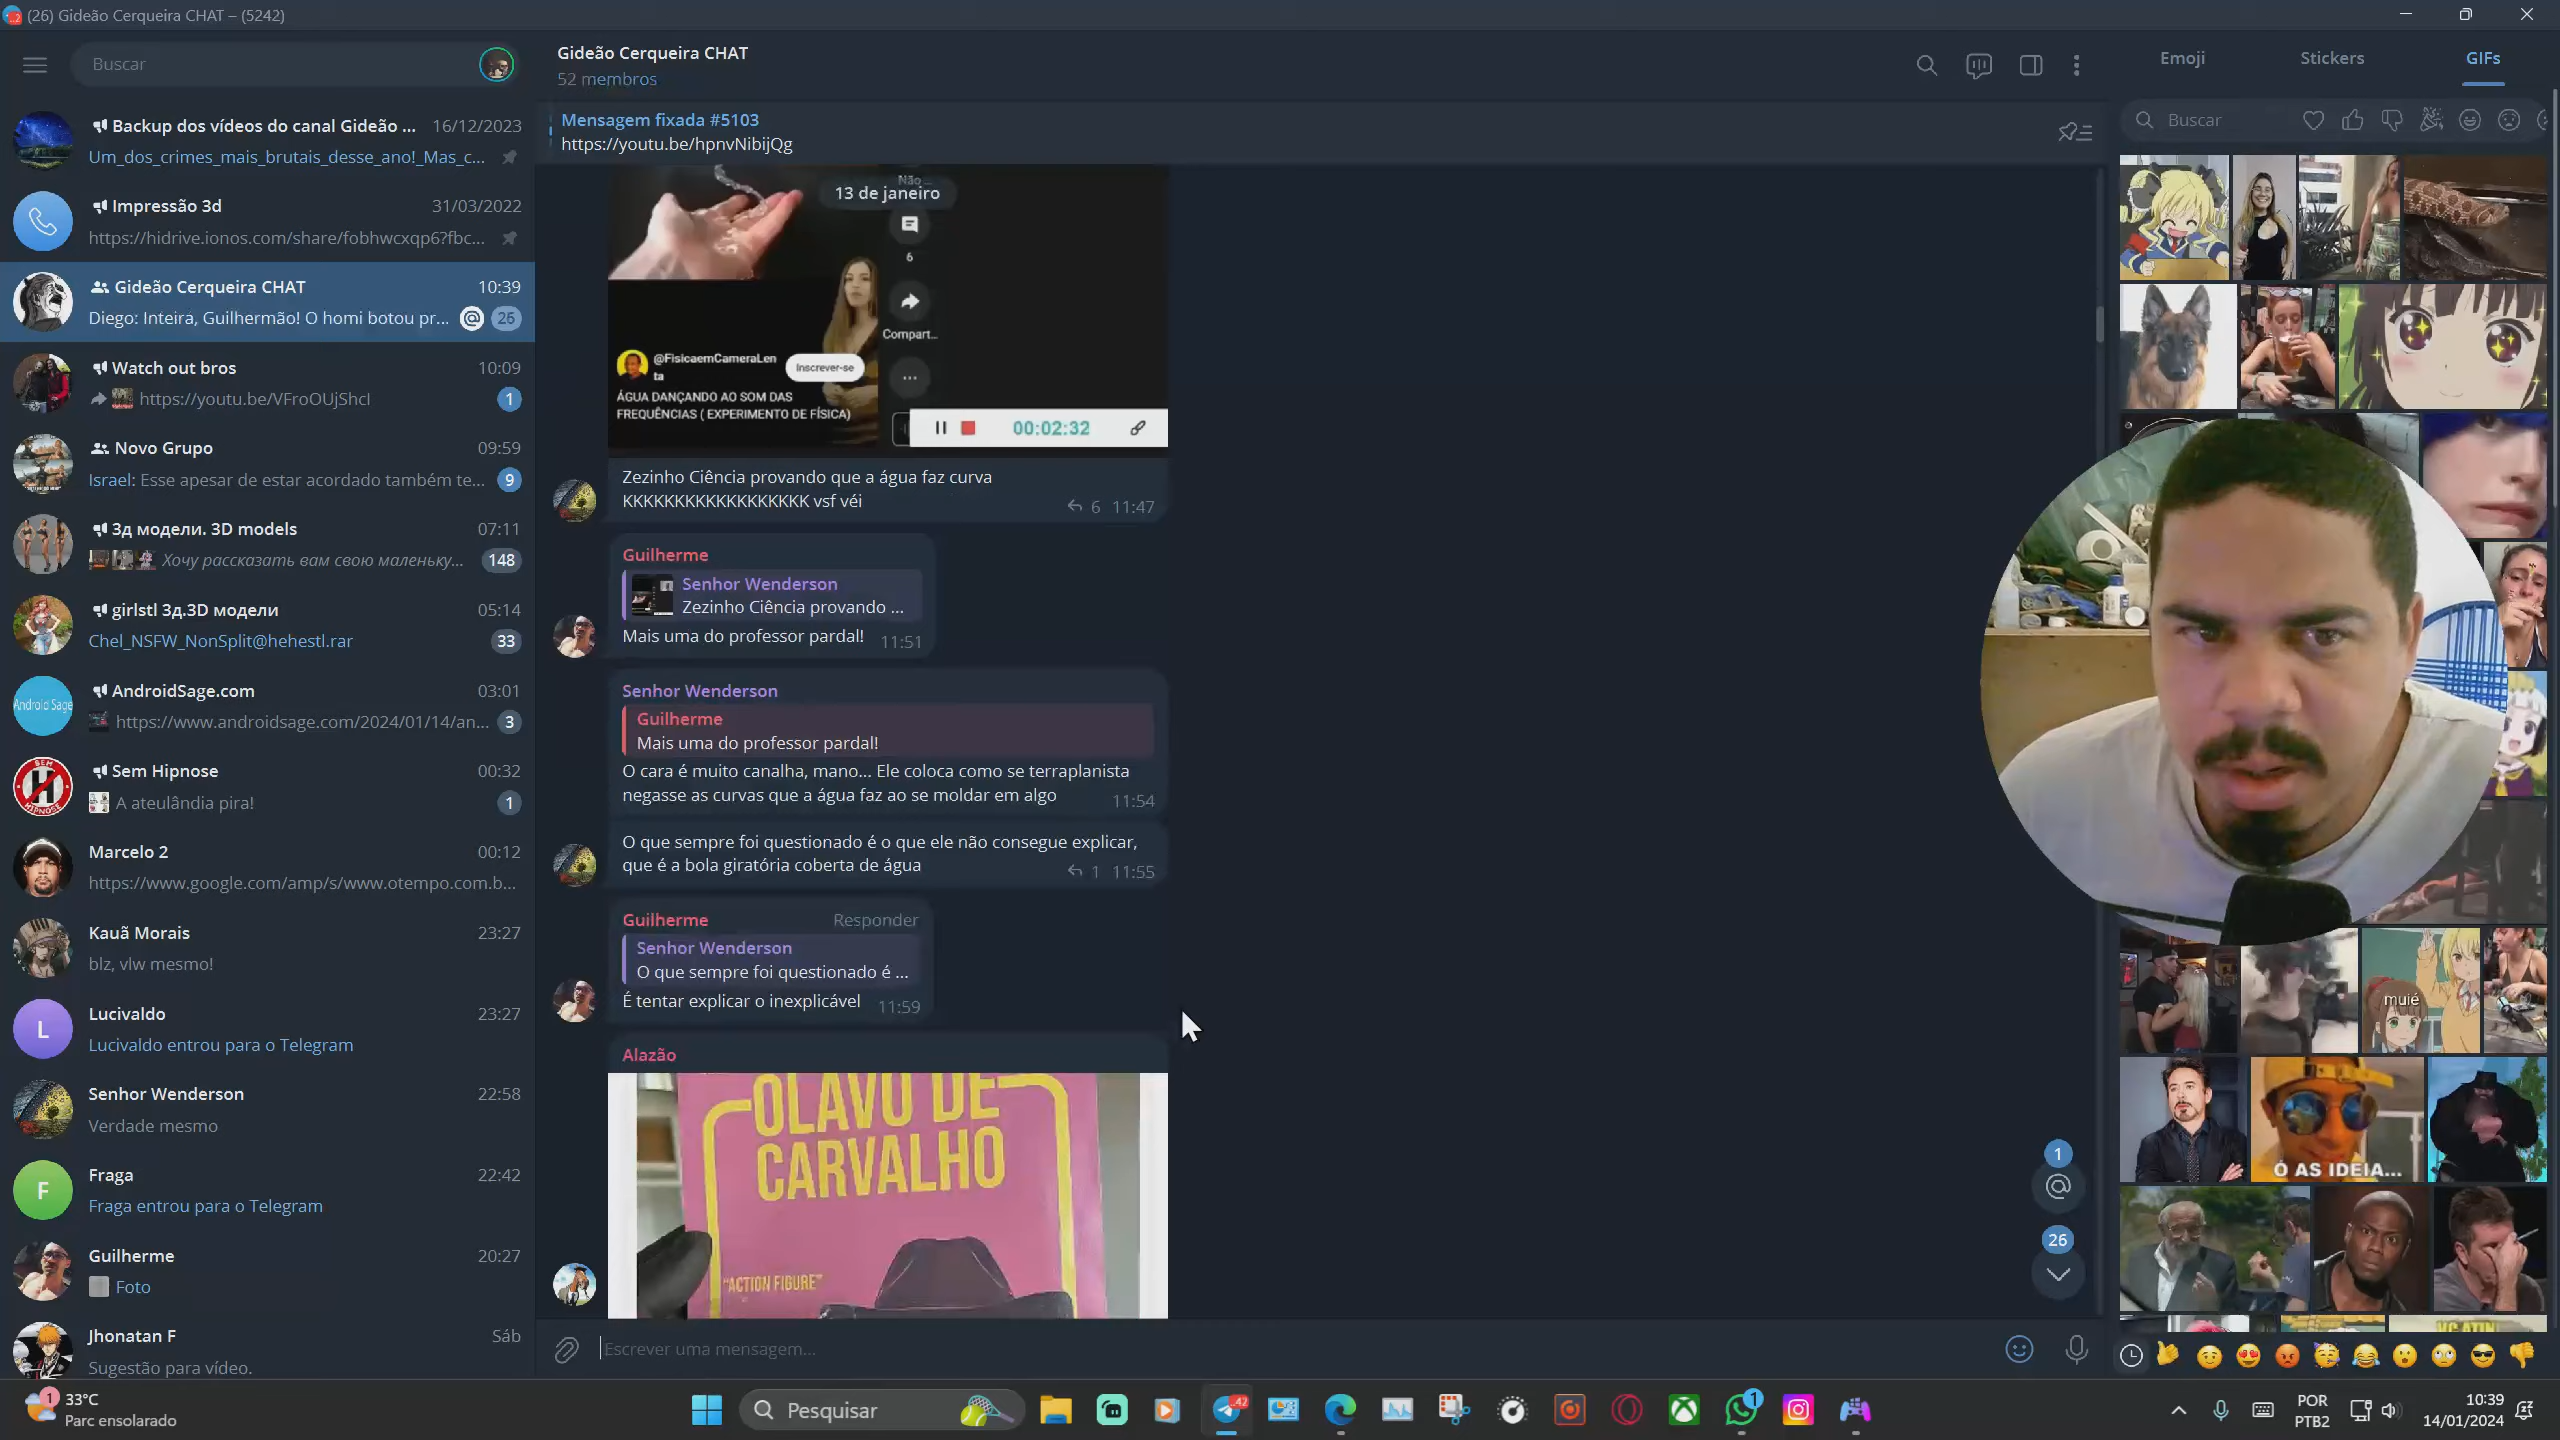 (26) Gideão Cerqueira CHAT – (5242)
Buscar
Backup dos vídeos do canal Gideão ...
16/12/2023
Um_dos_crimes_mais_brutais_desse_ano!_Mas_c...
Impressão 3d
31/03/2022
https://hidrive.ionos.com/share/fobhwcxqp6?fbc...
Gideão Cerqueira CHAT
10:39
Diego: Inteira, Guilhermão! O homi botou pr...
@
26
Watch out bros
10:09
https://youtu.be/VFroOUjShcI
1
Novo Grupo
09:59
Israel: Esse apesar de estar acordado também te...
9
3д модели. 3D models
07:11
Хочу рассказать вам свою маленьку...
148
girlstl 3д.3D модели
05:14
Chel_NSFW_NonSplit@hehestl.rar
33
Android Sage
AndroidSage.com
03:01
https://www.androidsage.com/2024/01/14/an...
3
SEM
HIPNOSE
Sem Hipnose
00:32
A ateulândia pira!
1
Marcelo 2
00:12
https://www.google.com/amp/s/www.otempo.com.b...
Kauã Morais
23:27
blz, vlw mesmo!
L
Lucivaldo
23:27
Lucivaldo entrou para o Telegram
Senhor Wenderson
22:58
Verdade mesmo
F
Fraga
22:42
Fraga entrou para o Telegram
Guilherme
20:27
Foto
Jhonatan F
Sáb
Sugestão para vídeo.
Gideão Cerqueira CHAT
52 membros
Mensagem fixada #5103
https://youtu.be/hpnvNibijQg
Não ...
13 de janeiro
6
Compart...
@FisicaemCameraLen
ta
Inscrever-se
ÁGUA DANÇANDO AO SOM DAS
FREQUÊNCIAS ( EXPERIMENTO DE FÍSICA)
00:02:32
Zezinho Ciência provando que a água faz curva
KKKKKKKKKKKKKKKKKK vsf véi
6 11:47
Guilherme
Senhor Wenderson
Zezinho Ciência provando ...
Mais uma do professor pardal!
11:51
Senhor Wenderson
Guilherme
Mais uma do professor pardal!
O cara é muito canalha, mano... Ele coloca como se terraplanista
negasse as curvas que a água faz ao se moldar em algo
11:54
O que sempre foi questionado é o que ele não consegue explicar,
que é a bola giratória coberta de água
1 11:55
Guilherme
Responder
Senhor Wenderson
O que sempre foi questionado é ...
É tentar explicar o inexplicável
11:59
Alazão
OLAVO DE
CARVALHO
"ACTION FIGURE"
1
@
26
Escrever uma mensagem...
Emoji
Stickers
GIFs
Buscar
muié
Ó AS IDEIA...
33°C
Parc ensolarado
1
Pesquisar
..42
1
POR
PTB2
10:39
14/01/2024